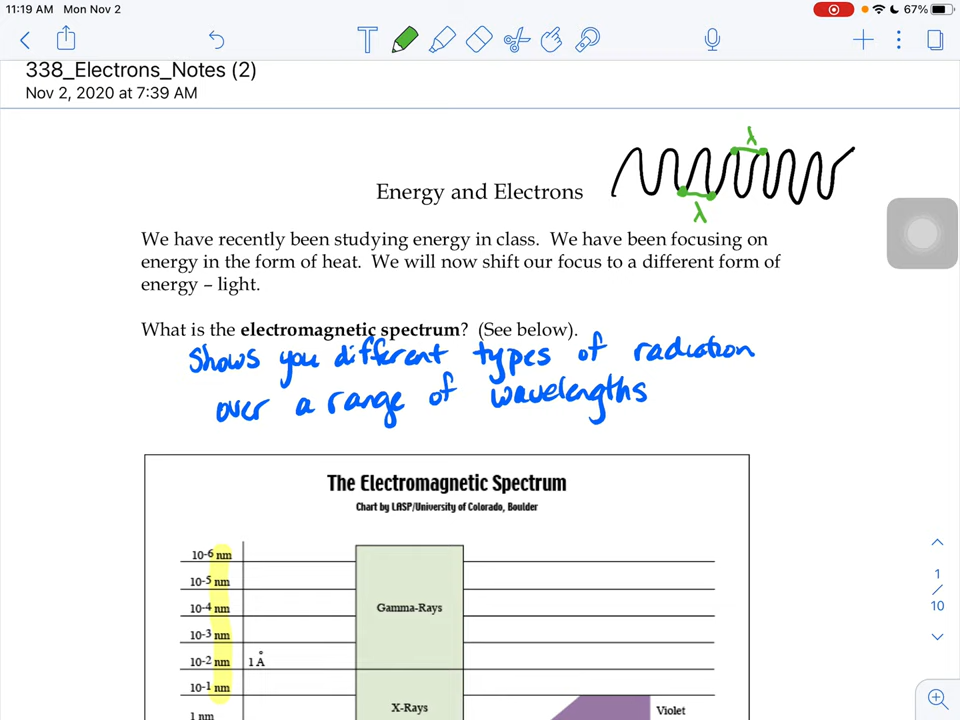 11:19 AM Mon Nov 2
67%
T
338_Electrons_Notes (2)
Nov 2, 2020 at 7:39 AM
λ
Energy and Electrons
λ
We have recently been studying energy in class. We have been focusing on
energy in the form of heat. We will now shift our focus to a different form of
energy – light.
What is the electromagnetic spectrum? (See below).
Shows you different types of radiation
over a range of wavelengths
The Electromagnetic Spectrum
Chart by LASP/University of Colorado, Boulder
10-6 nm
10-5 nm
10-4 nm
Gamma-Rays
10-3 nm
10-2 nm 1 Å
10-1 nm
X-Rays
Violet
1 nm
1
/
10